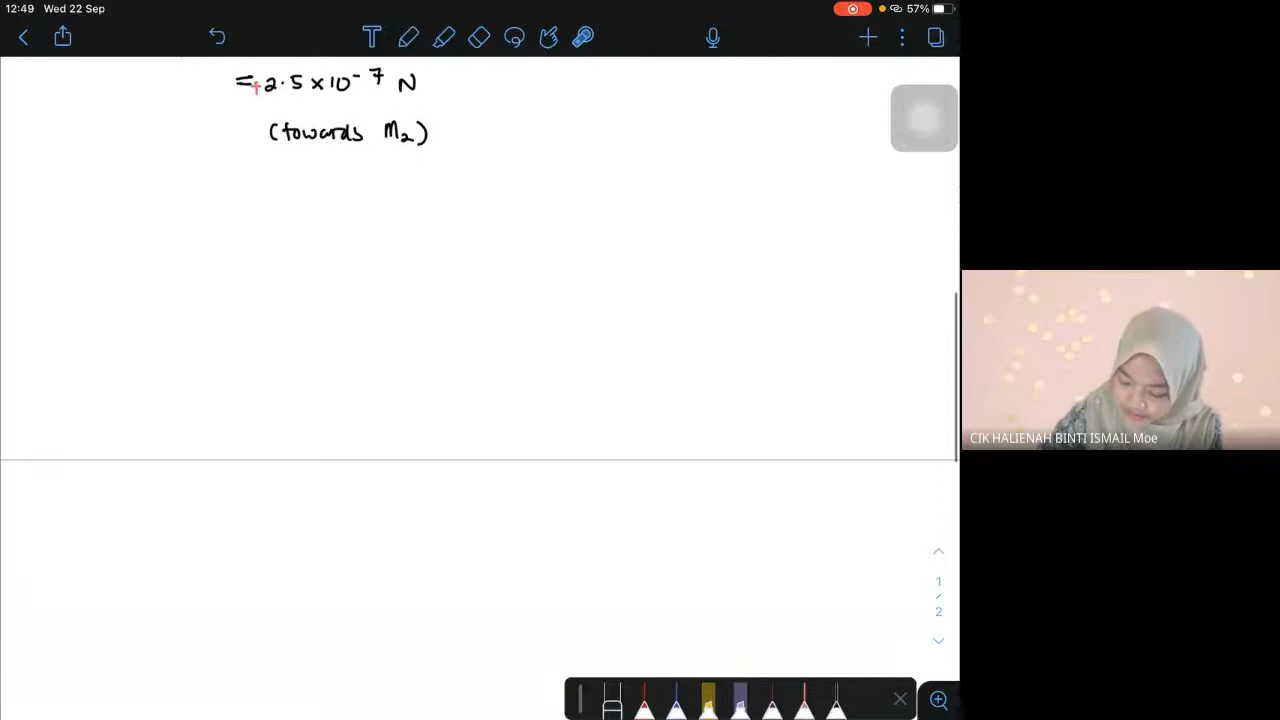 12:49 Wed 22 Sep
57%
T
=+2.5×10⁻⁷ N
(towards M₂)
CIK HALIENAH BINTI ISMAIL Moe
1
/
2